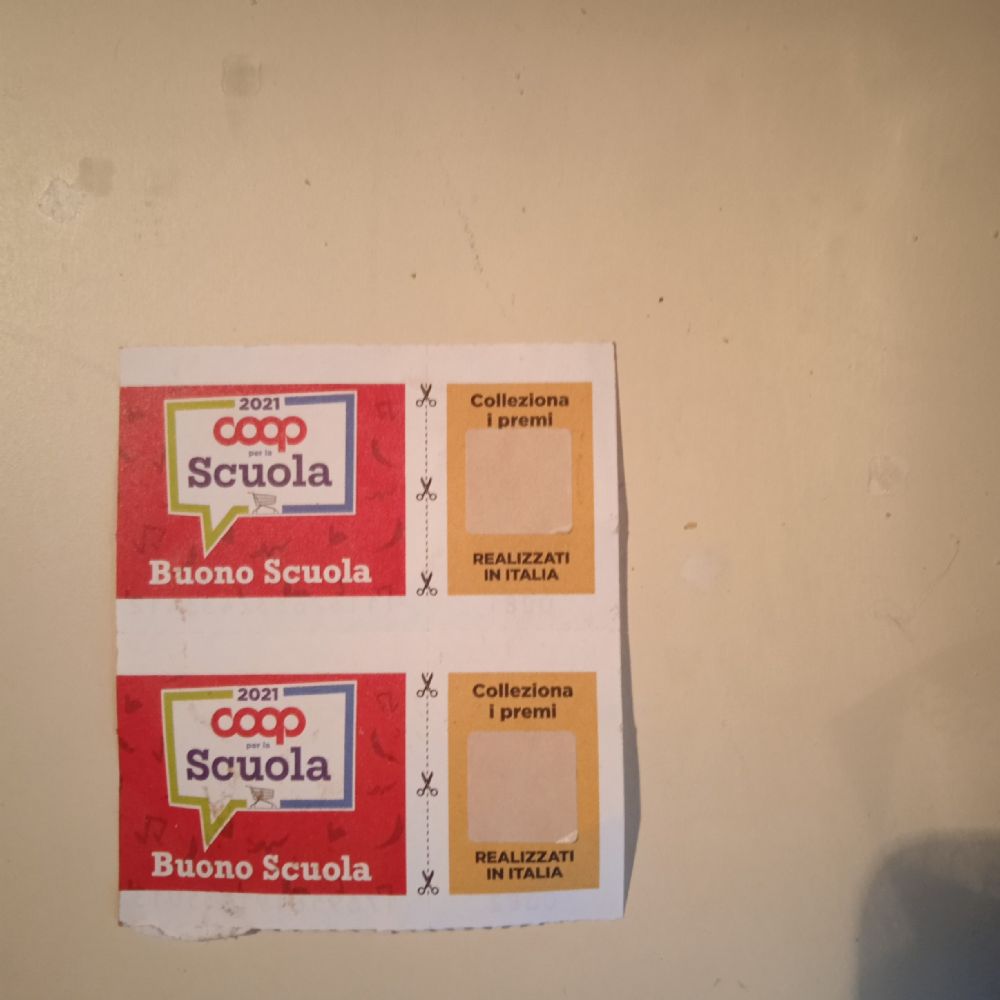 2021
coop
per la
Scuola
Buono Scuola
Colleziona
i premi
REALIZZATI
IN ITALIA
2021
coop
per la
Scuola
Buono Scuola
Colleziona
i premi
REALIZZATI
IN ITALIA